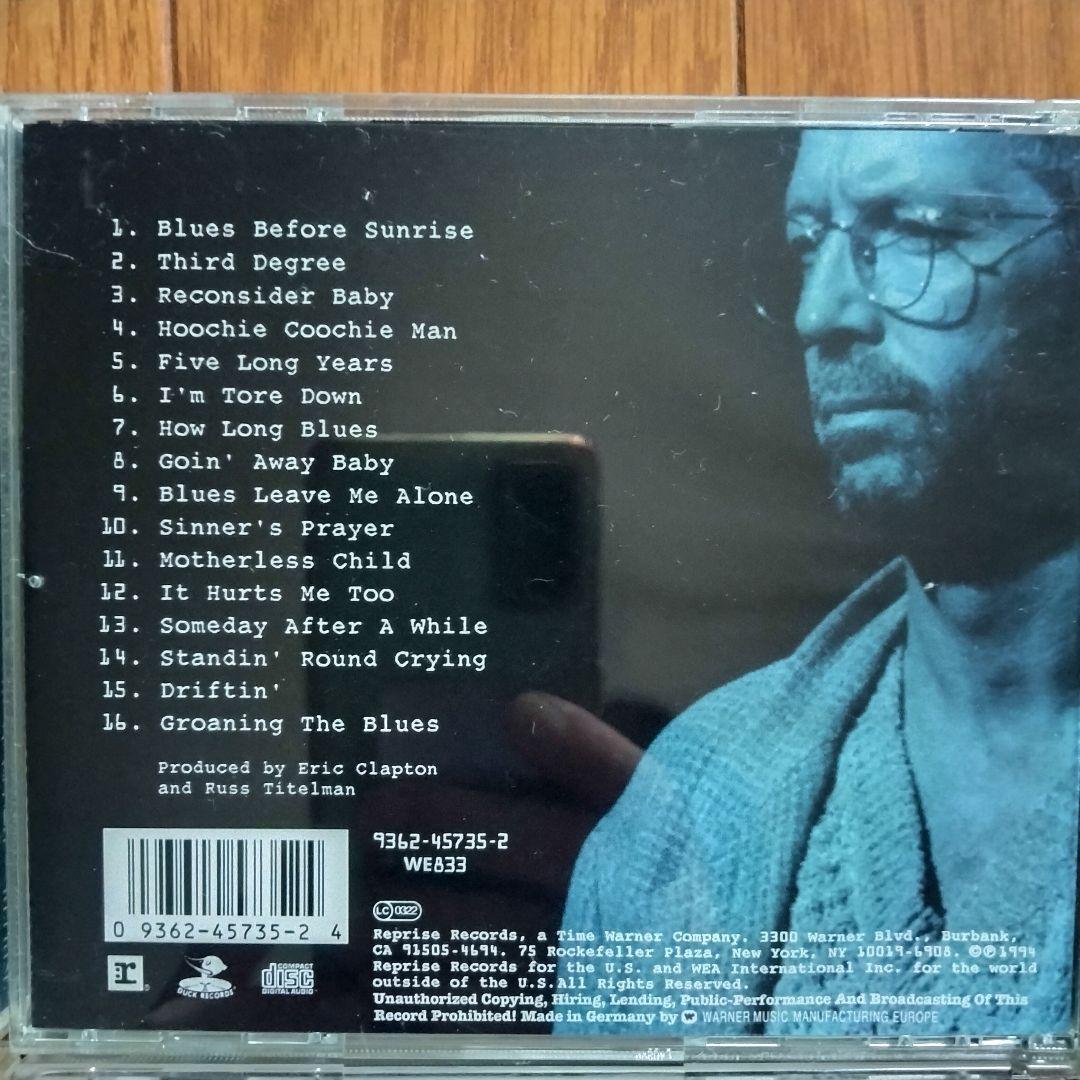 1. Blues Before Sunrise
2. Third Degree
3. Reconsider Baby
4. Hoochie Coochie Man
5. Five Long Years
6. I'm Tore Down
7. How Long Blues
8. Goin' Away Baby
9. Blues Leave Me Alone
10. Sinner's Prayer
11. Motherless Child
12. It Hurts Me Too
13. Someday After A While
14. Standin' Round Crying
15. Driftin'
16. Groaning The Blues
Produced by Eric Clapton
and Russ Titelman
9362-45735-2
WE833
0 9362-45735-2 4
LC 0322
Reprise Records, a Time Warner Company. 3300 Warner Blvd., Burbank,
CA 91505-4694. 75 Rockefeller Plaza, New York, NY 10019-6908. ©℗1994
Reprise Records for the U.S. and WEA International Inc. for the world
outside of the U.S.All Rights Reserved.
Unauthorized Copying, Hiring, Lending, Public-Performance And Broadcasting Of This
Record Prohibited! Made in Germany by WARNER MUSIC MANUFACTURING EUROPE
r ®
DUCK RECORDS
COMPACT
disc
DIGITAL AUDIO